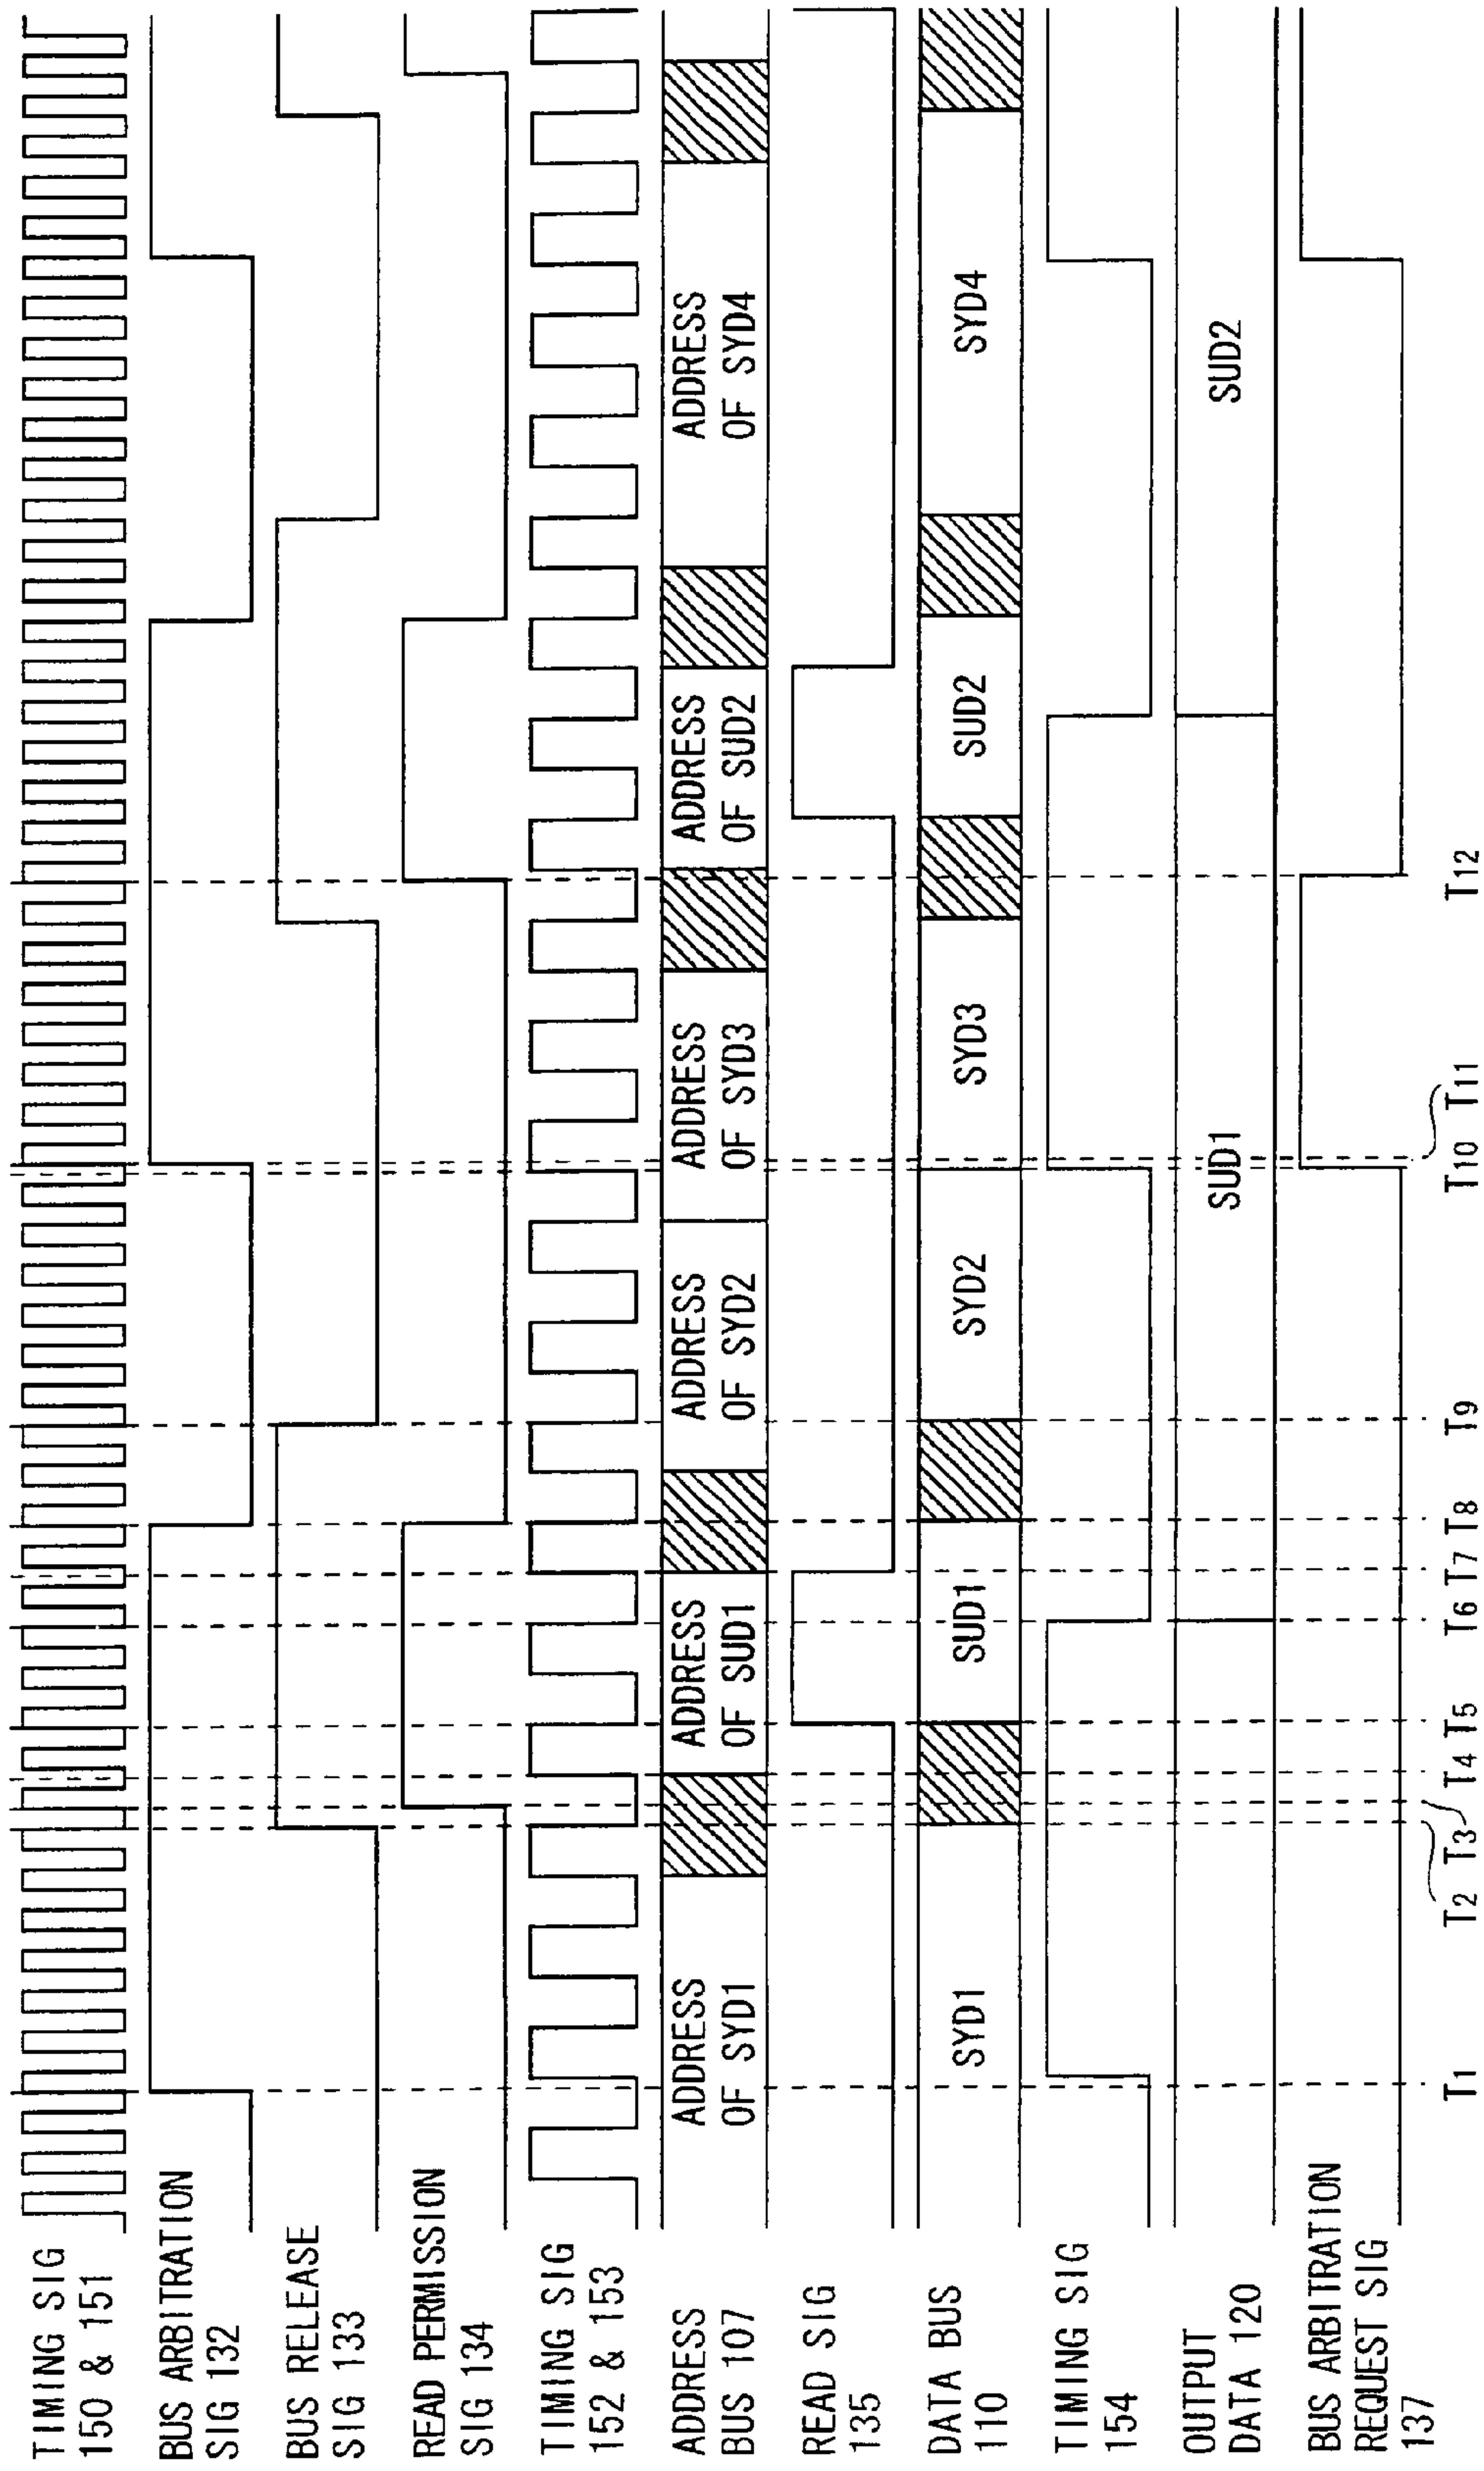 TIMING SIG
150 & 151
BUS ARBITRATION
SIG 132
BUS RELEASE
SIG 133
READ PERMISSION
SIG 134
TIMING SIG
152 & 153
ADDRESS
BUS 107
ADDRESS
OF SYD1
ADDRESS
OF SUD1
ADDRESS
OF SYD2
ADDRESS
OF SYD3
ADDRESS
OF SUD2
ADDRESS
OF SYD4
READ SIG
135
DATA BUS
110
SYD1
SUD1
SYD2
SYD3
SUD2
SYD4
TIMING SIG
154
OUTPUT
DATA 120
SUD1
SUD2
BUS ARBITRATION
REQUEST SIG
137
T1 T2 T3 T4 T5 T6 T7 T8 T9 T10 T11 T12